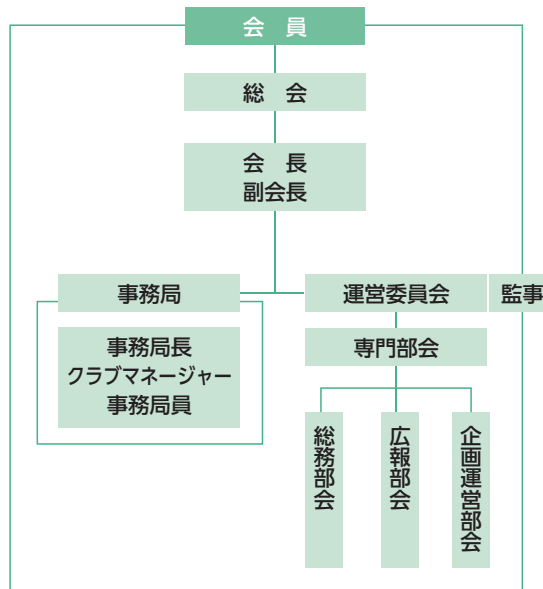 会　員
総　会
会　長
副会長
事務局
事務局長
クラブマネージャー
事務局員
運営委員会
監事
専門部会
総務部会
広報部会
企画運営部会